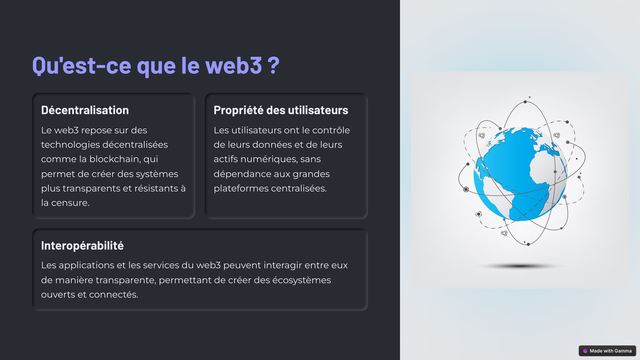 Qu'est-ce que le web3 ?
Décentralisation
Le web3 repose sur des
technologies décentralisées
comme la blockchain, qui
permet de créer des systèmes
plus transparents et résistants à
la censure.
Propriété des utilisateurs
Les utilisateurs ont le contrôle
de leurs données et de leurs
actifs numériques, sans
dépendance aux grandes
plateformes centralisées.
Interopérabilité
Les applications et les services du web3 peuvent interagir entre eux
de manière transparente, permettant de créer des écosystèmes
ouverts et connectés.
Made with Gamma